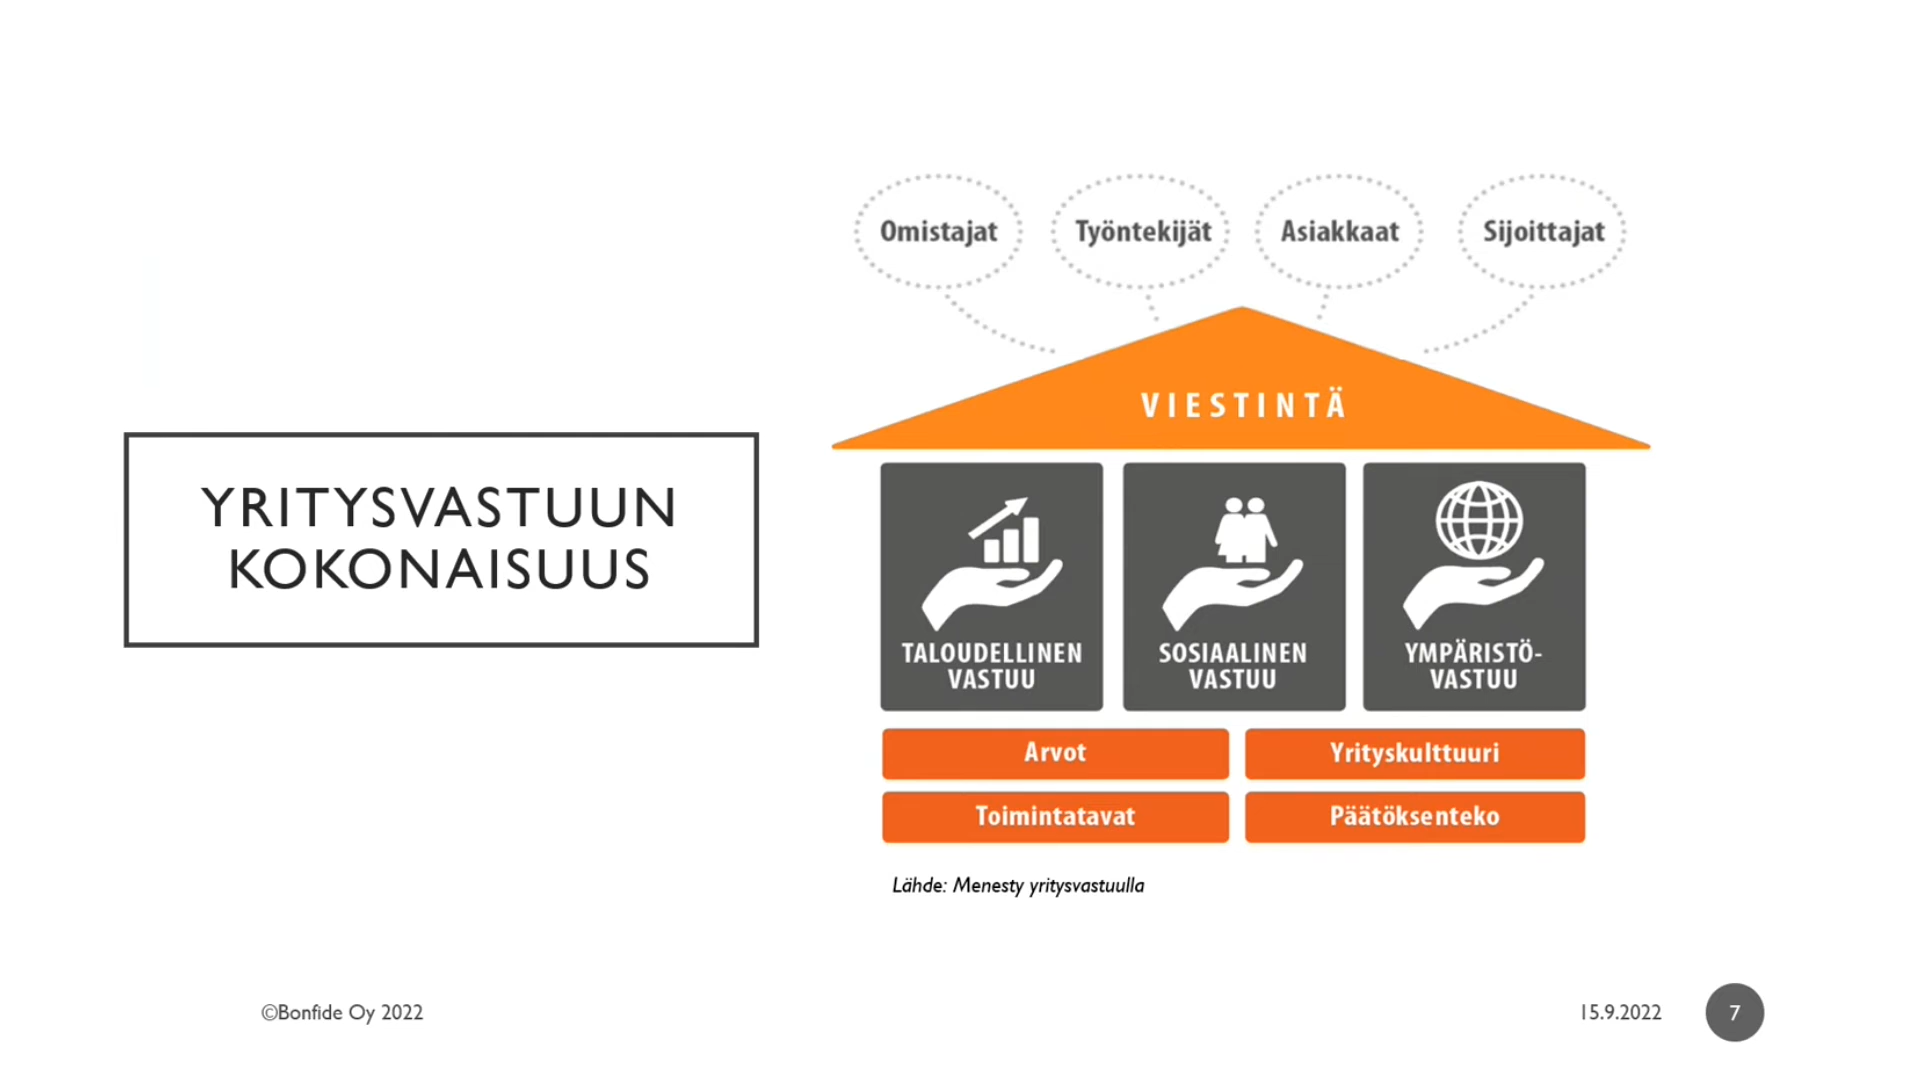 YRITYSVASTUUN
KOKONAISUUS
Omistajat
Työntekijät
Asiakkaat
Sijoittajat
VIESTINTÄ
TALOUDELLINEN
VASTUU
SOSIAALINEN
VASTUU
YMPÄRISTÖ-
VASTUU
Arvot
Yrityskulttuuri
Toimintatavat
Päätöksenteko
Lähde: Menesty yritysvastuulla
©Bonfide Oy 2022
15.9.2022
7